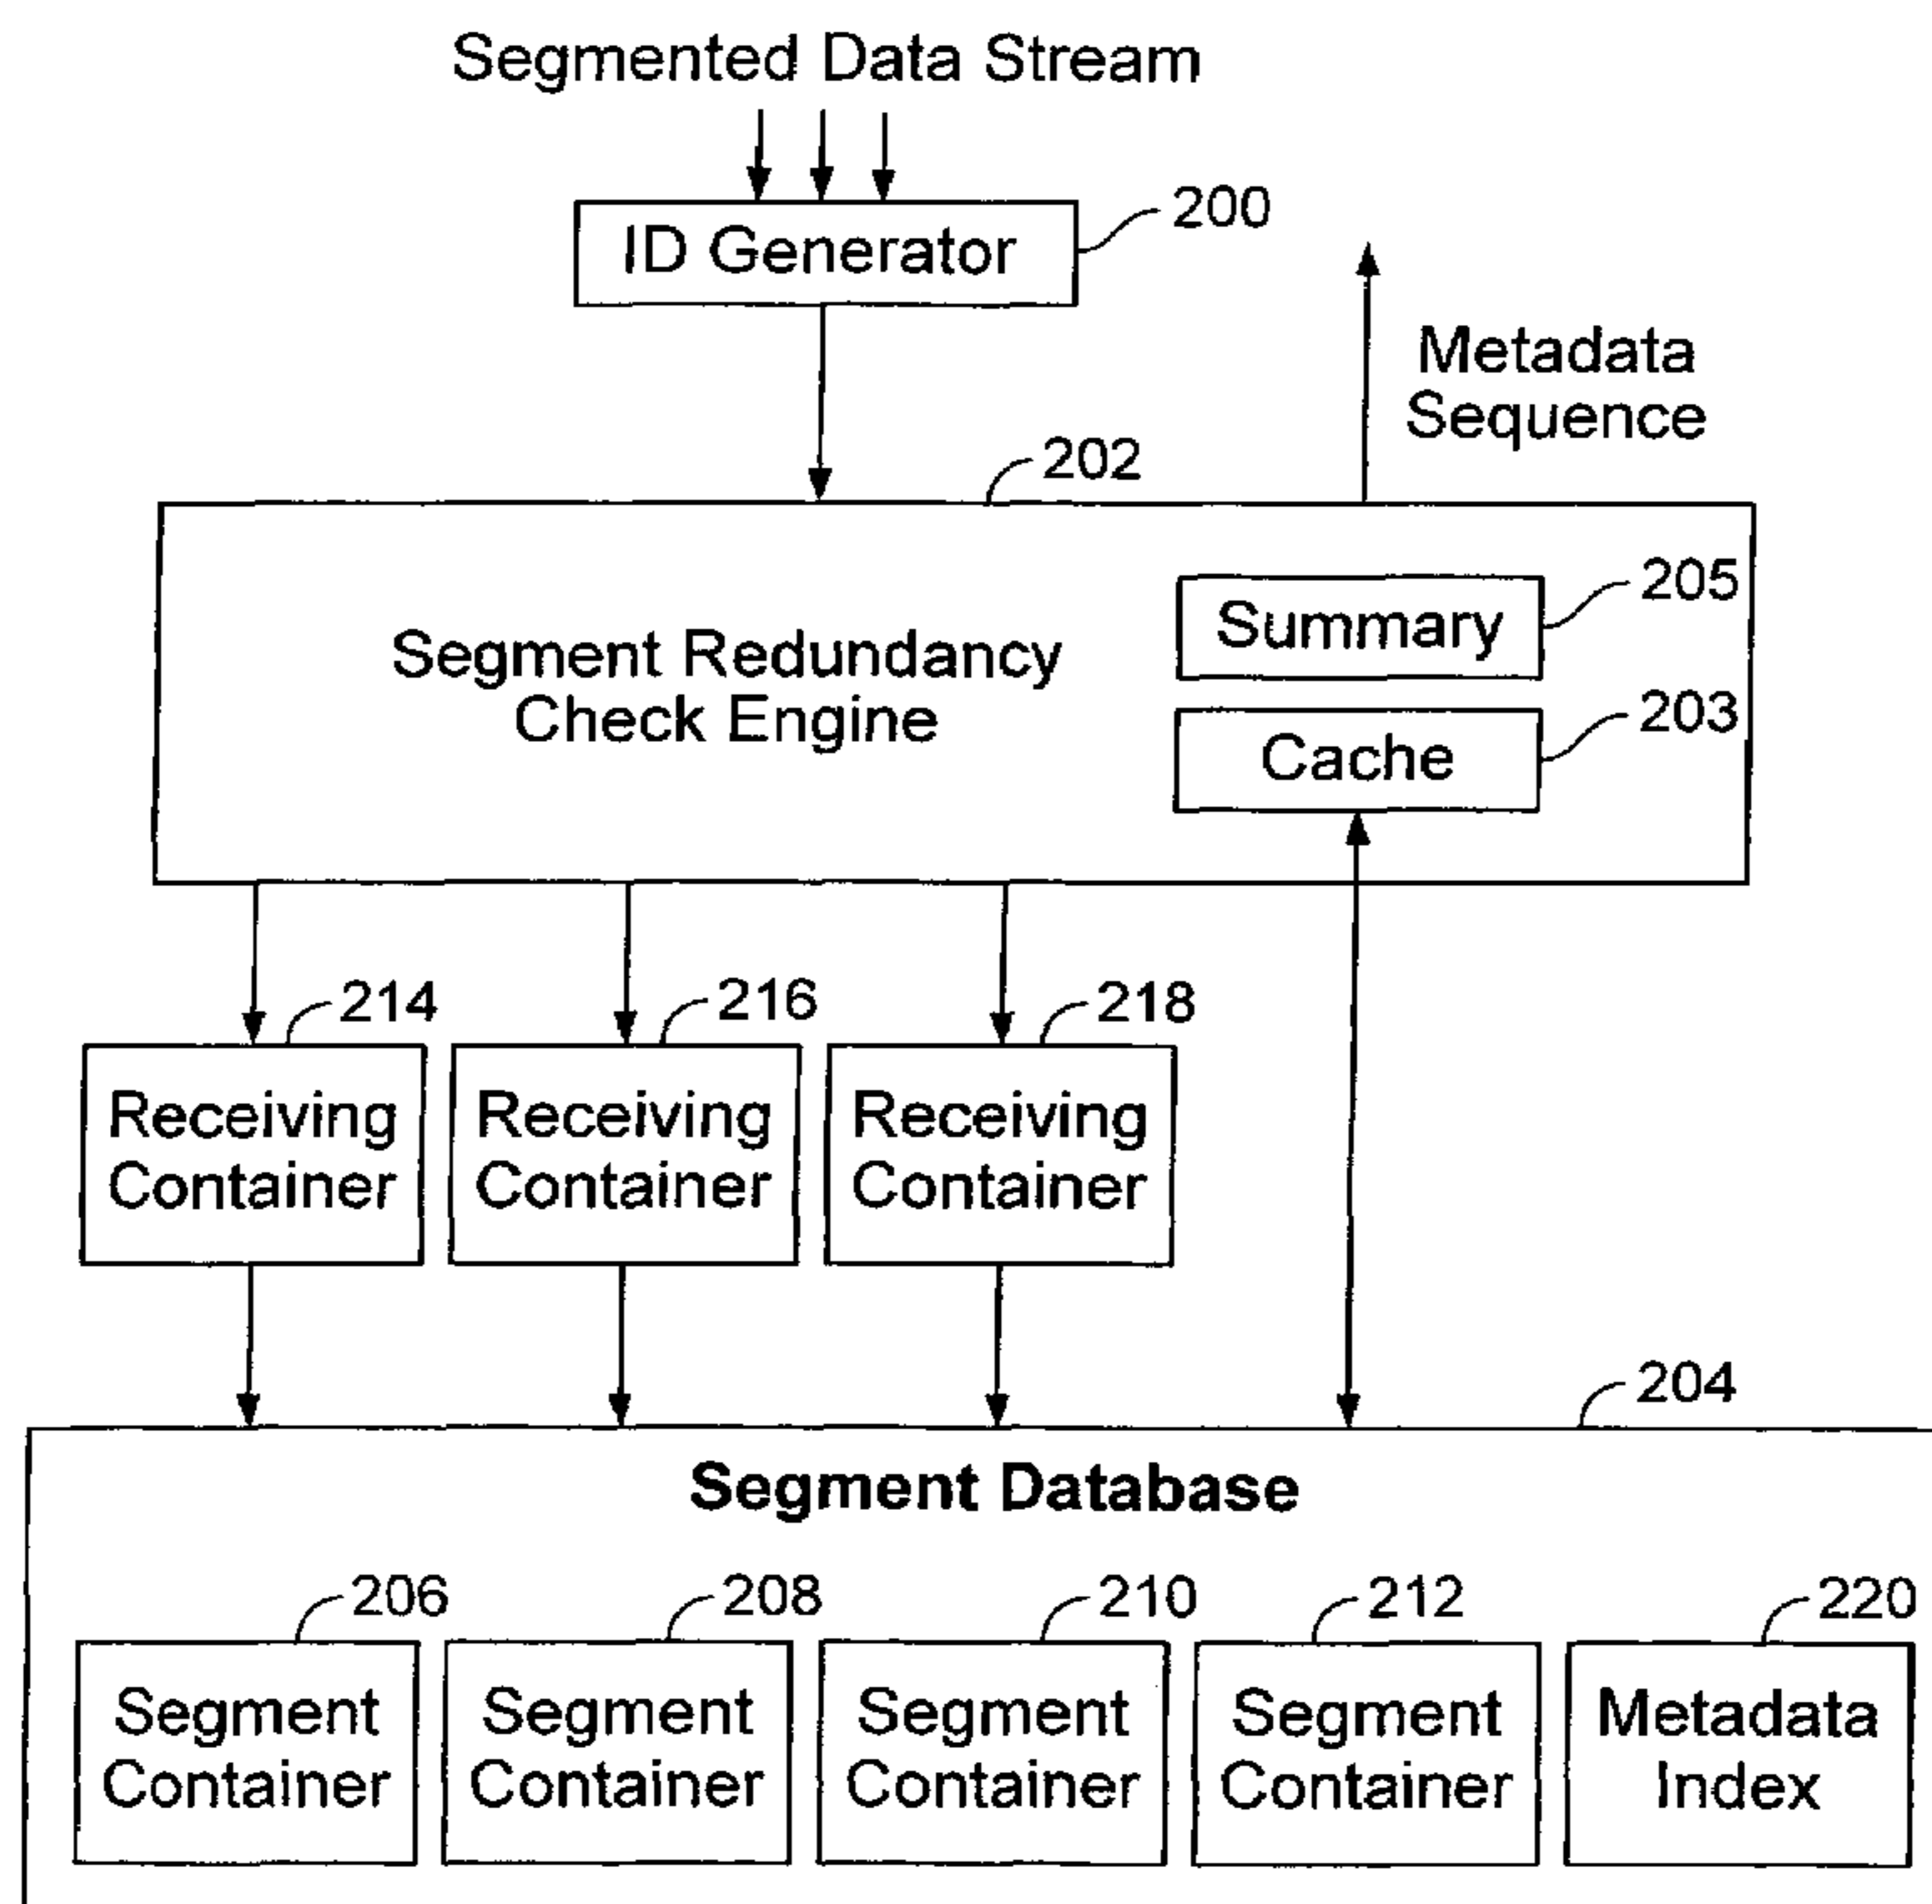 Segmented Data Stream
ID Generator
200
Metadata
Sequence
202
Segment Redundancy
Check Engine
Summary
205
Cache
203
214
216
218
Receiving
Container
Receiving
Container
Receiving
Container
204
Segment Database
206
208
210
212
220
Segment
Container
Segment
Container
Segment
Container
Segment
Container
Metadata
Index